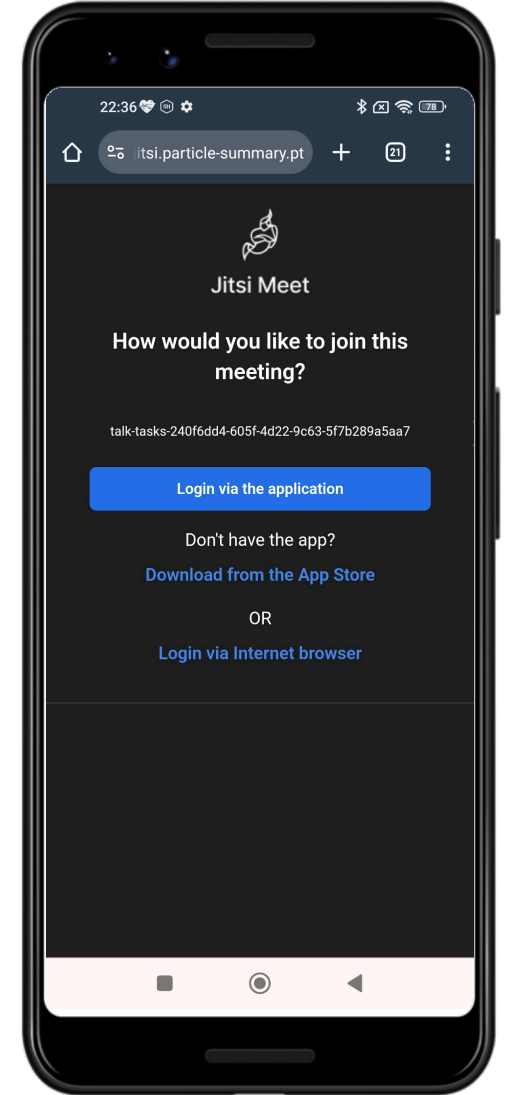 22:36
78
itsi.particle-summary.pt
21
Jitsi Meet
How would you like to join this
meeting?
talk-tasks-240f6dd4-605f-4d22-9c63-5f7b289a5aa7
Login via the application
Don't have the app?
Download from the App Store
OR
Login via Internet browser